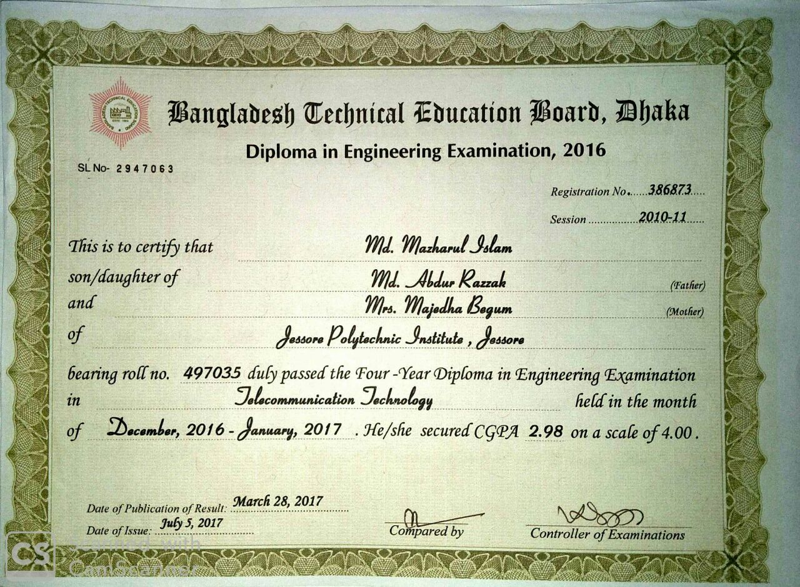 Bangladesh Technical Education Board, Dhaka
Diploma in Engineering Examination, 2016
SL No- 2947063
Registration No. 386873
Session 2010-11
This is to certify that Md. Mazharul Islam
son/daughter of Md. Abdur Razzak (Father)
and Mrs. Majedha Begum (Mother)
of Jessore Polytechnic Institute , Jessore
bearing roll no. 497035 duly passed the Four -Year Diploma in Engineering Examination
in Telecommunication Technology held in the month
of December, 2016 - January, 2017 . He/she secured CGPA 2.98 on a scale of 4.00 .
Date of Publication of Result: March 28, 2017
Date of Issue: July 5, 2017
Compared by Controller of Examinations
CS Scanned with
CamScanner